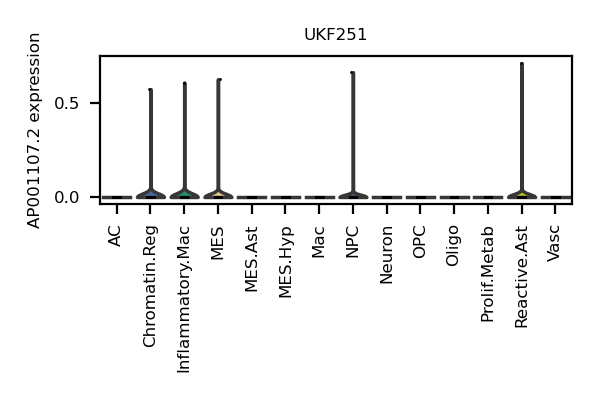 UKF251
AP001107.2 expression
0.5
0.0
AC
Chromatin.Reg
Inflammatory.Mac
MES
MES.Ast
MES.Hyp
Mac
NPC
Neuron
OPC
Oligo
Prolif.Metab
Reactive.Ast
Vasc